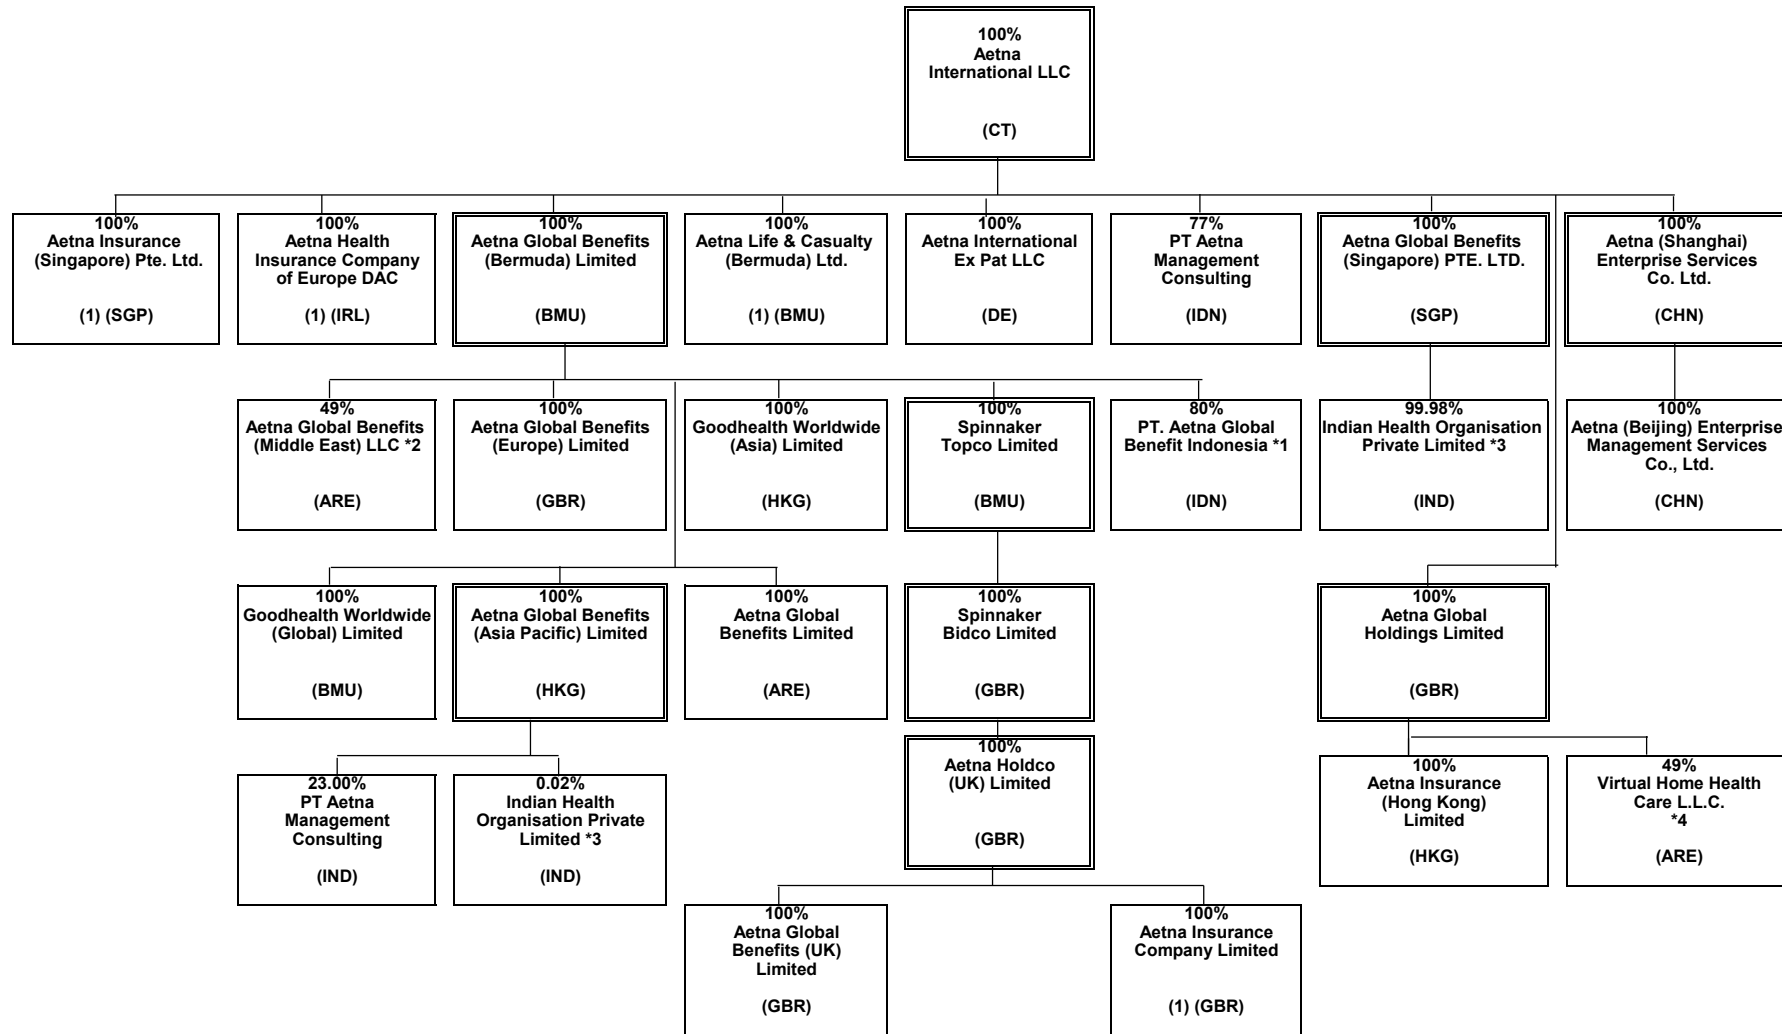 100%
Aetna
International LLC
(CT)
100%
Aetna Insurance
(Singapore) Pte. Ltd.
(1) (SGP)
100%
Aetna Health
Insurance Company
of Europe DAC
(1) (IRL)
100%
Aetna Global Benefits
(Bermuda) Limited
(BMU)
100%
Aetna Life & Casualty
(Bermuda) Ltd.
(1) (BMU)
100%
Aetna International
Ex Pat LLC
(DE)
77%
PT Aetna
Management
Consulting
(IDN)
100%
Aetna Global Benefits
(Singapore) PTE. LTD.
(SGP)
100%
Aetna (Shanghai)
Enterprise Services
Co. Ltd.
(CHN)
49%
Aetna Global Benefits
(Middle East) LLC *2
(ARE)
100%
Aetna Global Benefits
(Europe) Limited
(GBR)
100%
Goodhealth Worldwide
(Asia) Limited
(HKG)
100%
Spinnaker
Topco Limited
(BMU)
80%
PT. Aetna Global
Benefit Indonesia *1
(IDN)
99.98%
Indian Health Organisation
Private Limited *3
(IND)
100%
Aetna (Beijing) Enterprise
Management Services
Co., Ltd.
(CHN)
100%
Goodhealth Worldwide
(Global) Limited
(BMU)
100%
Aetna Global Benefits
(Asia Pacific) Limited
(HKG)
100%
Aetna Global
Benefits Limited
(ARE)
100%
Spinnaker
Bidco Limited
(GBR)
100%
Aetna Global
Holdings Limited
(GBR)
23.00%
PT Aetna
Management
Consulting
(IND)
0.02%
Indian Health
Organisation Private
Limited *3
(IND)
100%
Aetna Holdco
(UK) Limited
(GBR)
100%
Aetna Insurance
(Hong Kong)
Limited
(HKG)
49%
Virtual Home Health
Care L.L.C.
*4
(ARE)
100%
Aetna Global
Benefits (UK)
Limited
(GBR)
100%
Aetna Insurance
Company Limited
(1) (GBR)